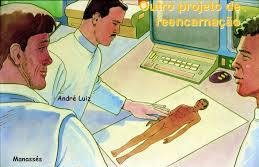 Outro projeto de
reencarnação
André Luiz
Manassés